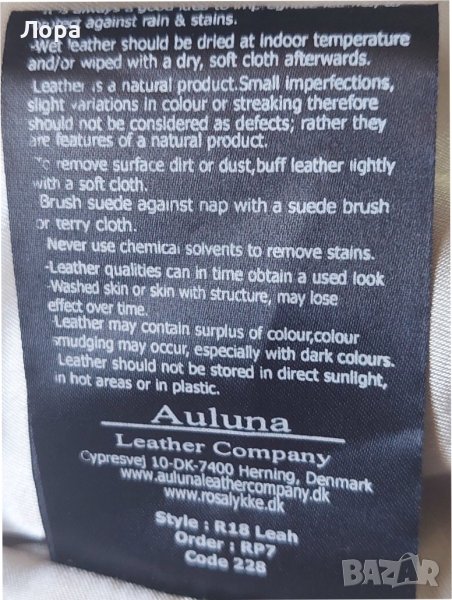 Лора
protect against rain & stains.
-Wet leather should be dried at indoor temperature
and/or wiped with a dry, soft cloth afterwards.
Leather is a natural product.Small imperfections,
slight variations in colour or streaking therefore
should not be considered as defects; rather they
are features of a natural product.
To remove surface dirt or dust,buff leather lightly
with a soft cloth.
Brush suede against nap with a suede brush
or terry cloth.
Never use chemical solvents to remove stains.
-Leather qualities can in time obtain a used look
-Washed skin or skin with structure, may lose
effect over time.
-Leather may contain surplus of colour,colour
smudging may occur, especially with dark colours.
Leather should not be stored in direct sunlight,
in hot areas or in plastic.
Auluna
Leather Company
Cypresvej 10-DK-7400 Herning, Denmark
www.aulunaleathercompany.dk
www.rosalykke.dk
Style : R18 Leah
Order : RP7
Code 228
BAZAR